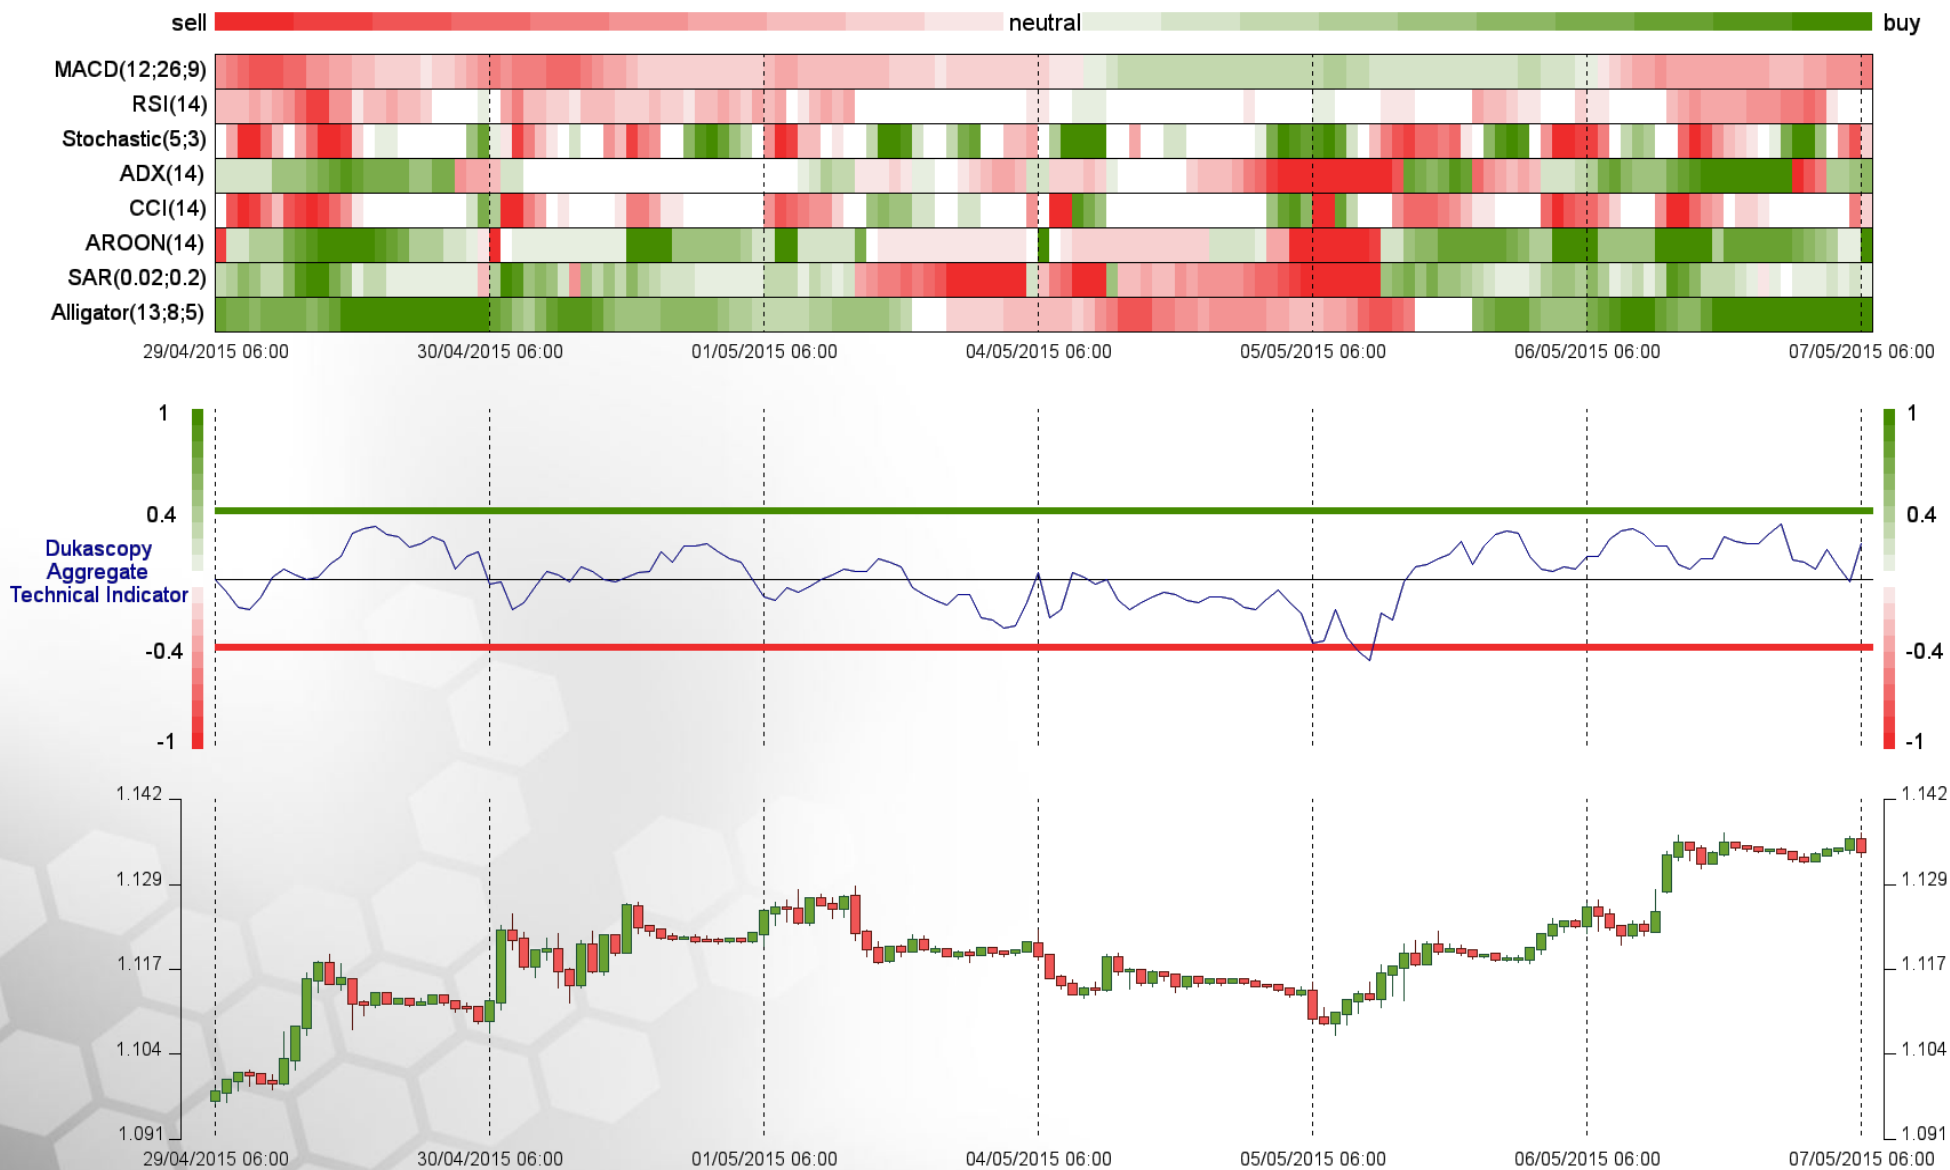 sell neutral buy
MACD(12;26;9)
RSI(14)
Stochastic(5;3)
ADX(14)
CCI(14)
AROON(14)
SAR(0.02;0.2)
Alligator(13;8;5)
29/04/2015 06:00 30/04/2015 06:00 01/05/2015 06:00 04/05/2015 06:00 05/05/2015 06:00 06/05/2015 06:00 07/05/2015 06:00
1 1
0.4 0.4
Dukascopy
Aggregate
Technical Indicator
-0.4 -0.4
-1 -1
1.142 1.142
1.129 1.129
1.117 1.117
1.104 1.104
1.091 1.091
29/04/2015 06:00 30/04/2015 06:00 01/05/2015 06:00 04/05/2015 06:00 05/05/2015 06:00 06/05/2015 06:00 07/05/2015 06:00